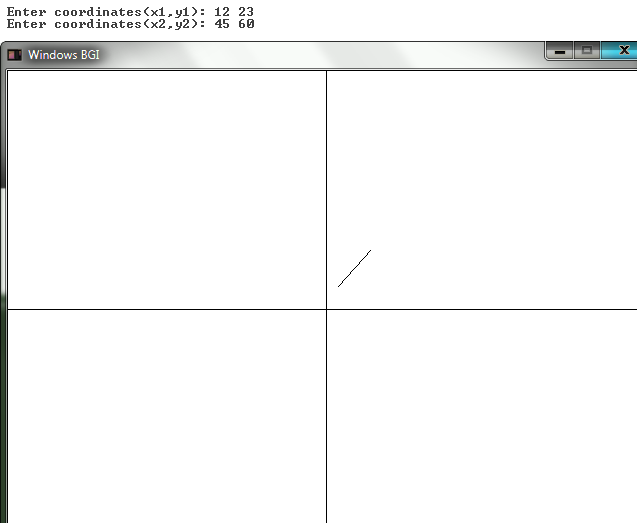 Enter coordinates(x1,y1): 12 23
Enter coordinates(x2,y2): 45 60
Windows BGI